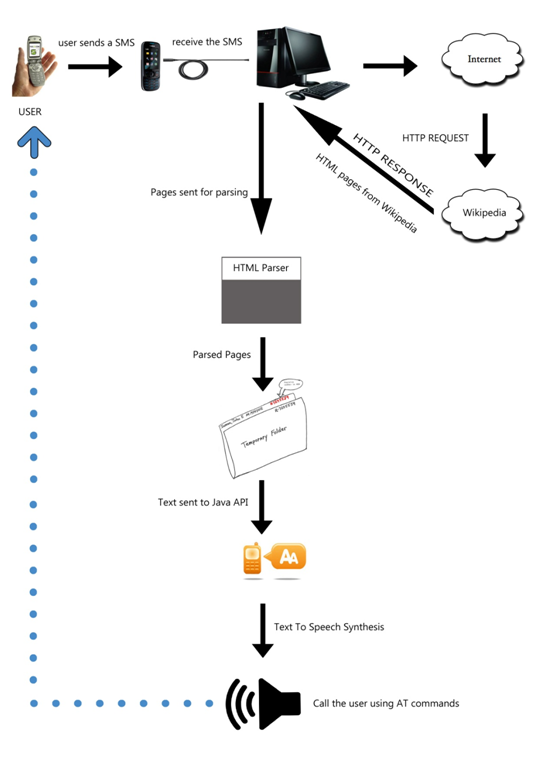 user sends a SMS
receive the SMS
Internet
USER
HTTP REQUEST
HTTP RESPONSE
HTML pages from Wikipedia
Wikipedia
Pages sent for parsing
HTML Parser
Parsed Pages
Temporary Folder
Text sent to Java API
AA
Text To Speech Synthesis
Call the user using AT commands